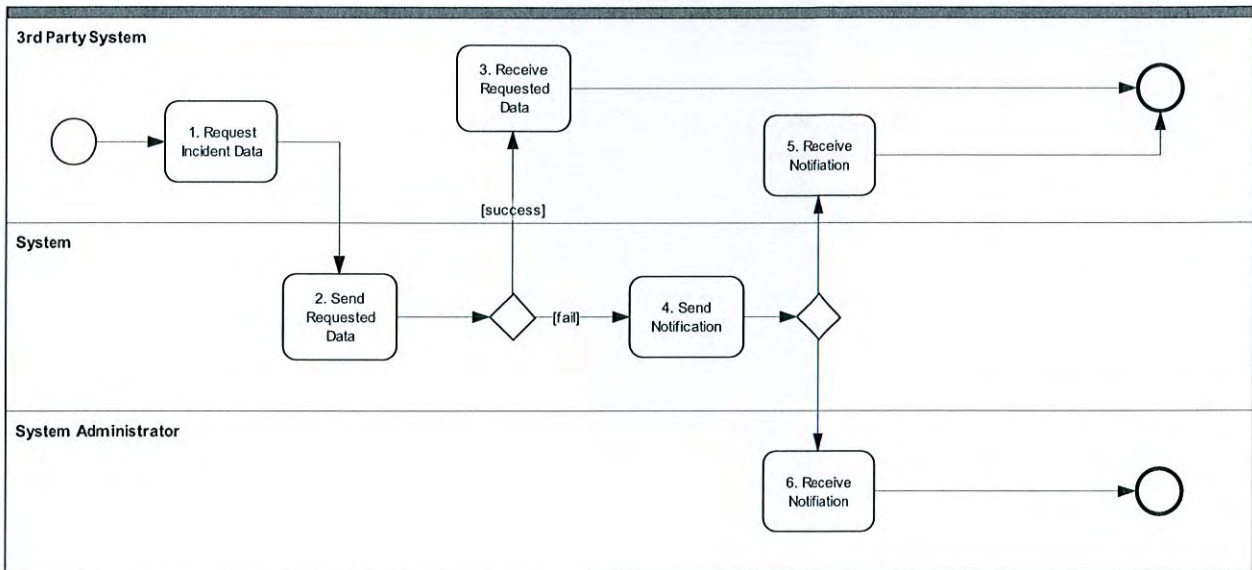 3rd Party System
3. Receive
Requested
Data
1. Request
Incident Data
5. Receive
Notifiation
[success]
System
2. Send
Requested
Data
[fail]
4. Send
Notification
System Administrator
6. Receive
Notifiation